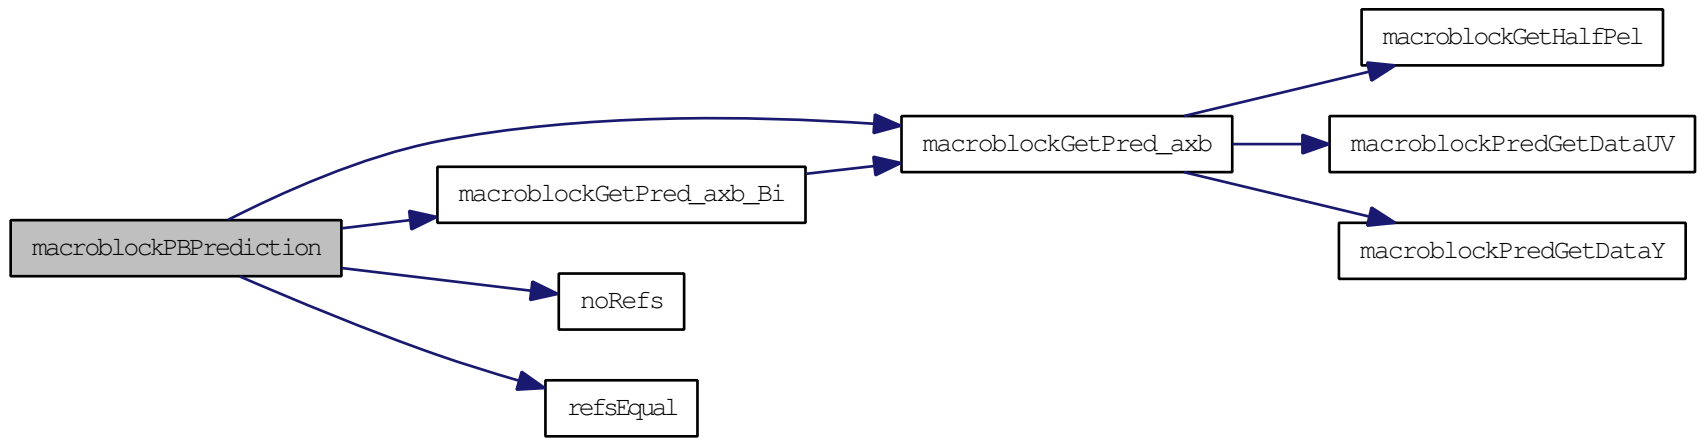 macroblockGetHalfPel
macroblockGetPred_axb
macroblockPredGetDataUV
macroblockGetPred_axb_Bi
macroblockPBPrediction
macroblockPredGetDataY
noRefs
refsEqual